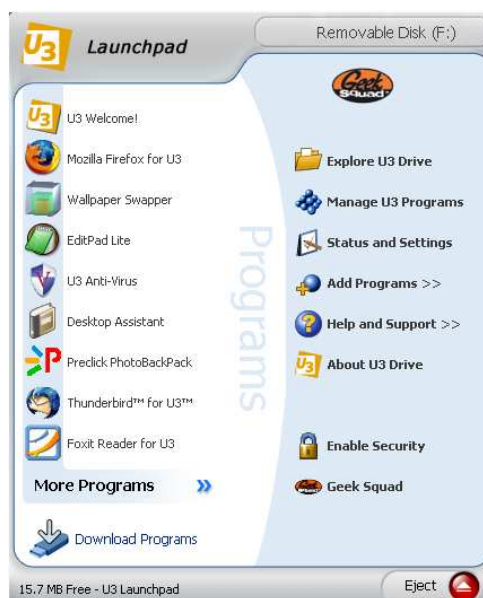 U3
Launchpad
Removable Disk (F:)
Geek
Squad
U3 Welcome!
Mozilla Firefox for U3
Wallpaper Swapper
EditPad Lite
U3 Anti-Virus
Desktop Assistant
Preclick PhotoBackPack
Thunderbird™ for U3™
Foxit Reader for U3
More Programs »
Download Programs
Programs
Explore U3 Drive
Manage U3 Programs
Status and Settings
Add Programs >>
Help and Support >>
About U3 Drive
Enable Security
Geek Squad
15.7 MB Free - U3 Launchpad
Eject